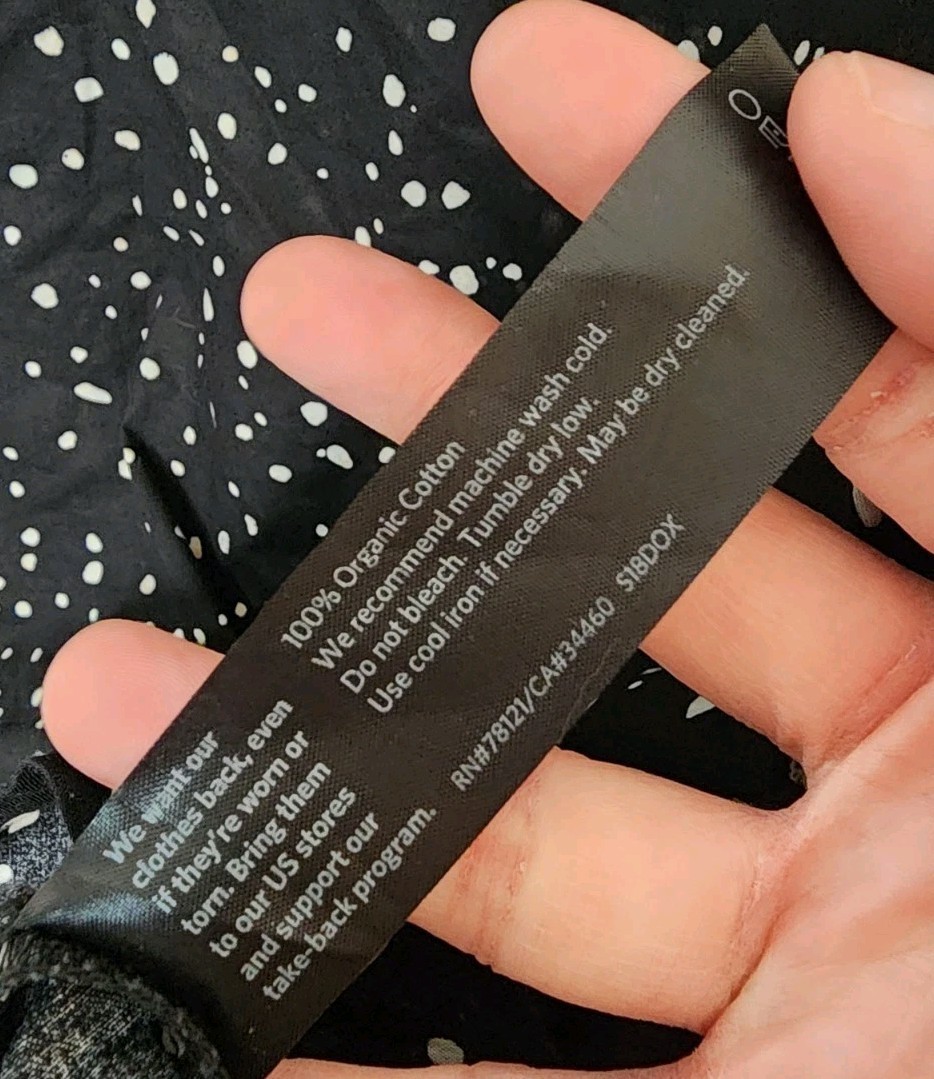 100% Organic Cotton
We recommend machine wash cold.
Do not bleach. Tumble dry low.
Use cool iron if necessary. May be dry cleaned.
RN#78121/CA#34460 S18DOX
We want our
clothes back, even
if they're worn or
torn. Bring them
to our US stores
and support our
take-back program.